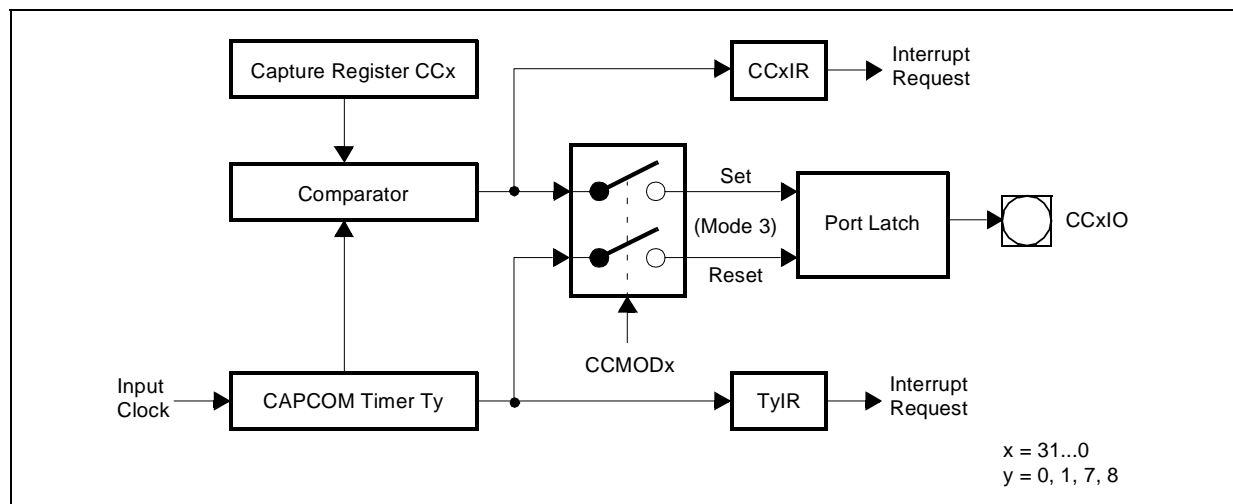 Capture Register CCx
CCxIR
Interrupt
Request
Comparator
Set
(Mode 3)
Reset
Port Latch
CCxIO
CCMODx
Input
Clock
CAPCOM Timer Ty
TyIR
Interrupt
Request
x = 31...0
y = 0, 1, 7, 8